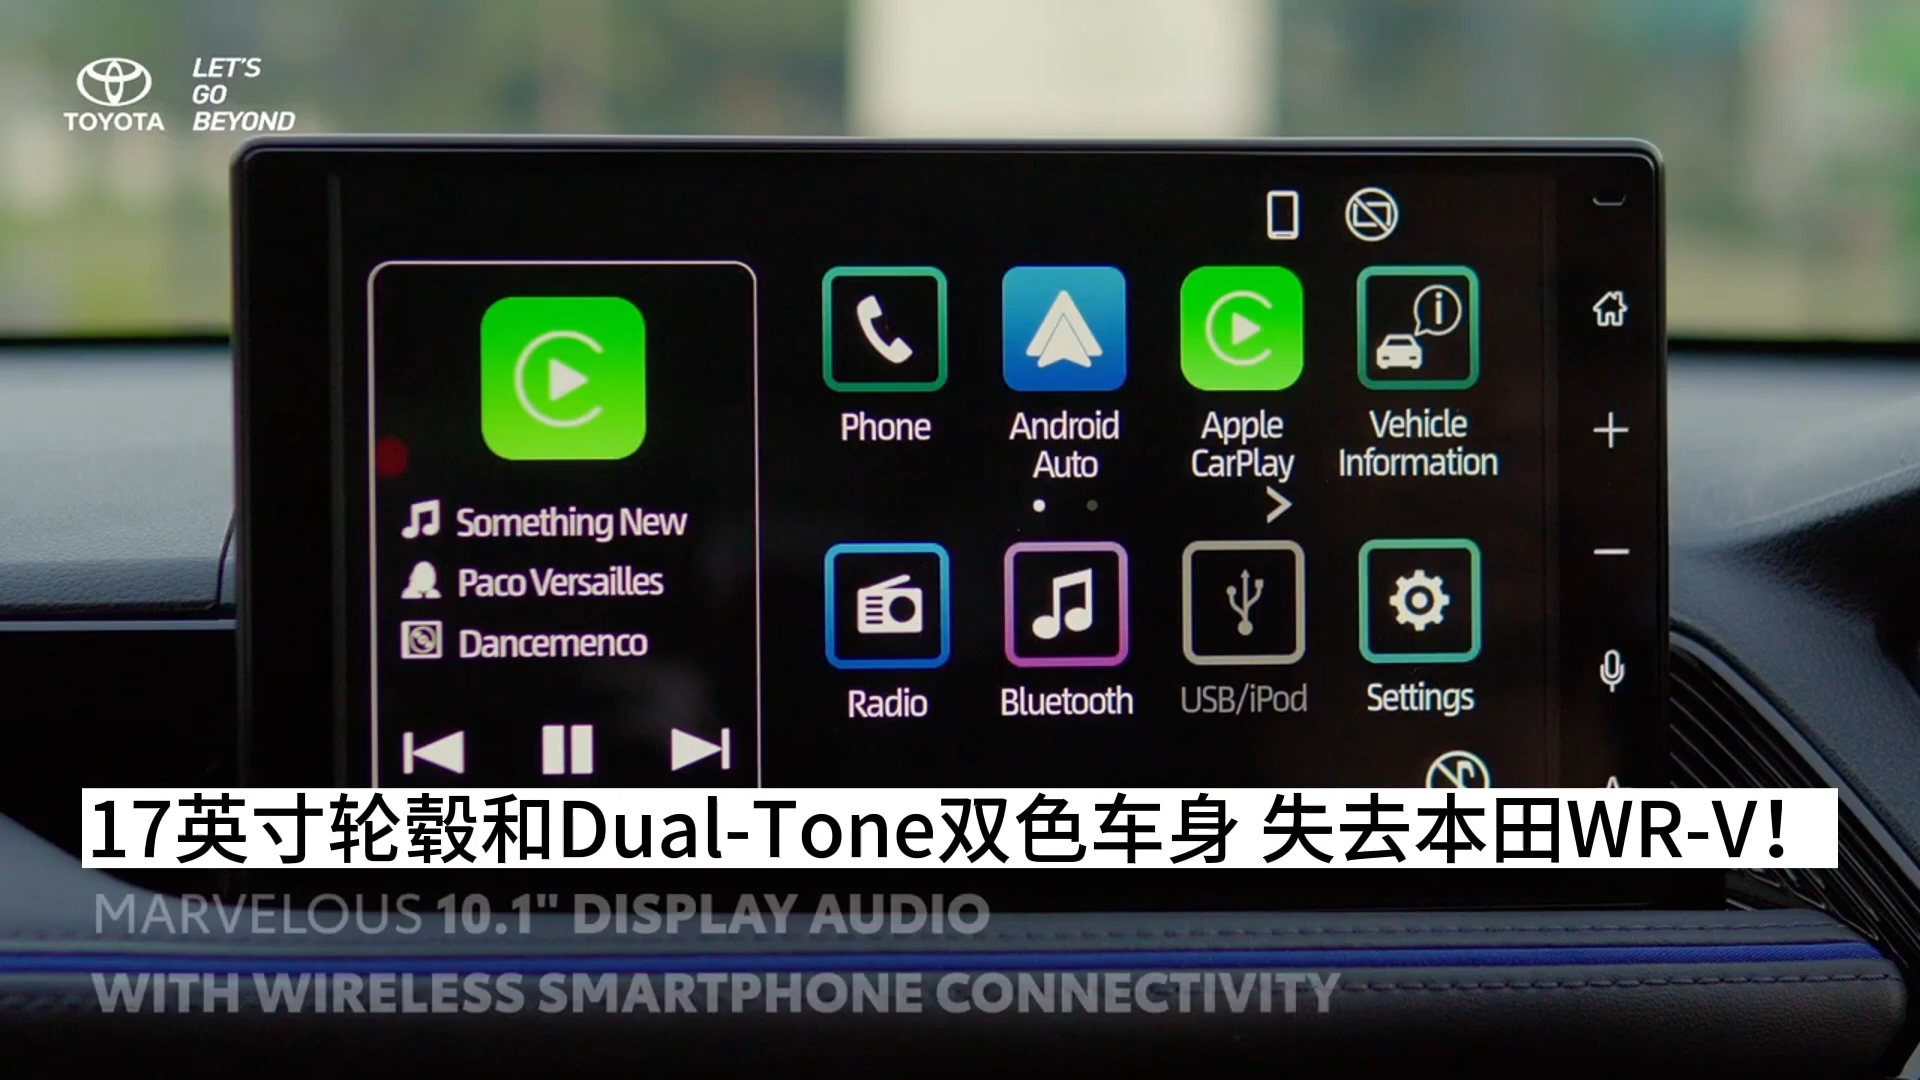 TOYOTA
LET'S
GO
BEYOND
Something New
Paco Versailles
Dancemenco
Phone
Android
Auto
Apple
CarPlay
Vehicle
Information
Radio
Bluetooth
USB/iPod
Settings
17英寸轮毂和Dual-Tone双色车身 失去本田WR-V！
MARVELOUS 10.1" DISPLAY AUDIO
WITH WIRELESS SMARTPHONE CONNECTIVITY